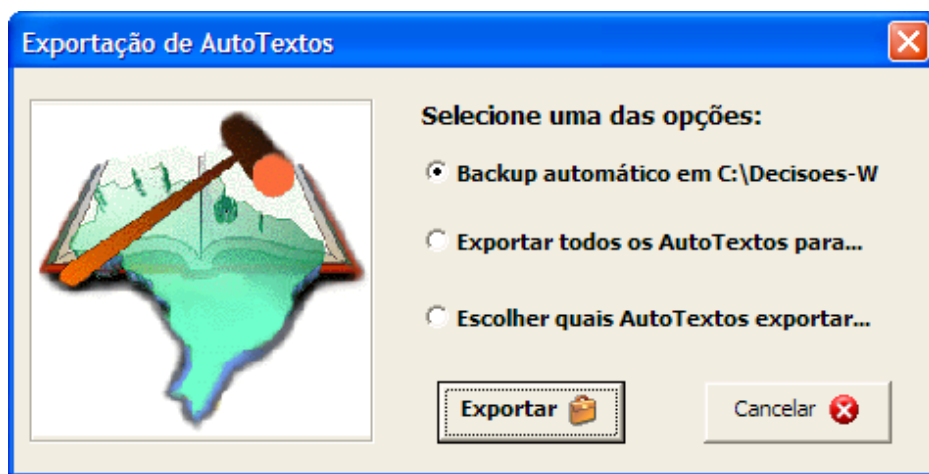 Exportação de AutoTextos
Selecione uma das opções:
Backup automático em C:\Decisoes-W
Exportar todos os AutoTextos para...
Escolher quais AutoTextos exportar...
Exportar
Cancelar